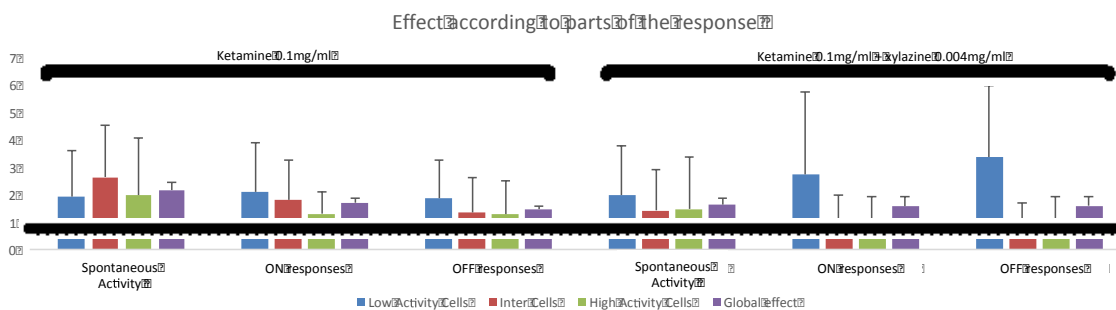 Effect according to parts of the response
Ketamine 0.1mg/ml
Ketamine 0.1mg/ml + xylazine 0.004mg/ml
7
6
5
4
3
2
1
0
Spontaneous Activity
ON responses
OFF responses
Spontaneous Activity
ON responses
OFF responses
Low Activity Cells
Inter Cells
High Activity Cells
Global effect